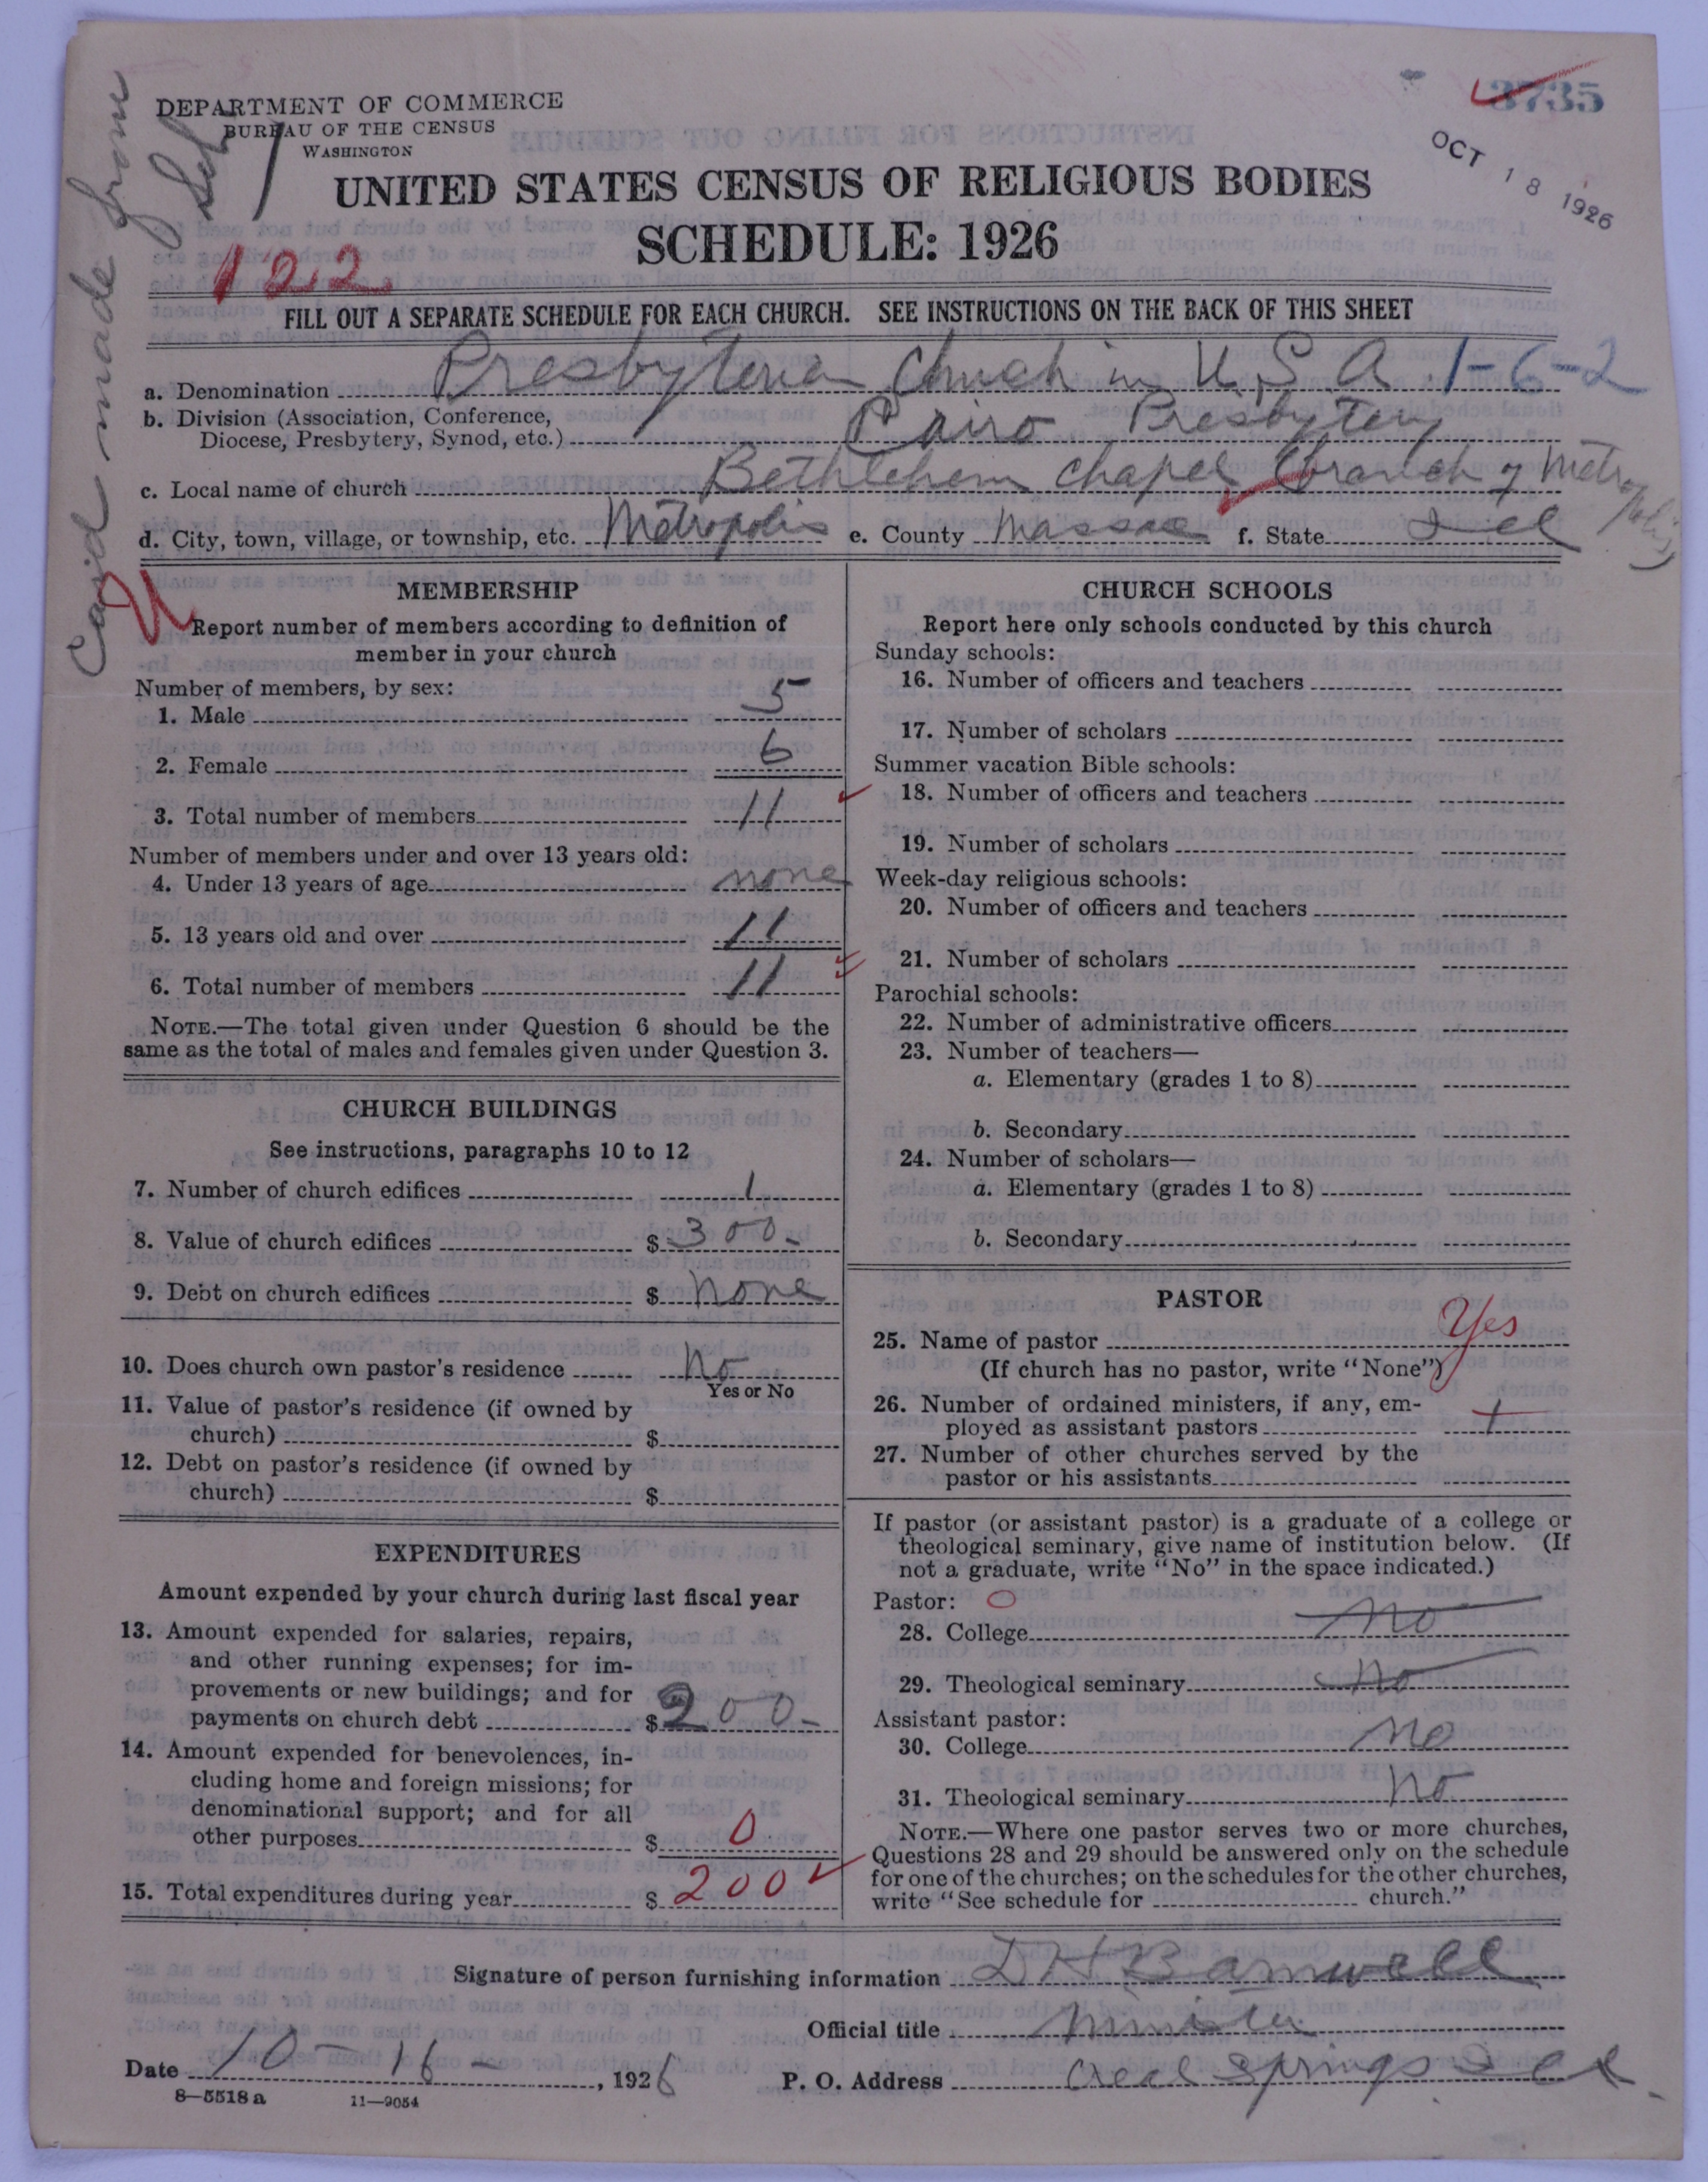 Card made from
Sch
DEPARTMENT OF COMMERCE
BUREAU OF THE CENSUS
WASHINGTON
3735
OCT 18 1926
UNITED STATES CENSUS OF RELIGIOUS BODIES
SCHEDULE: 1926
122
FILL OUT A SEPARATE SCHEDULE FOR EACH CHURCH. SEE INSTRUCTIONS ON THE BACK OF THIS SHEET
a. Denomination Presbyterian Church in U S A 1-6-2
b. Division (Association, Conference,
Diocese, Presbytery, Synod, etc.) Cairo Presbytery
c. Local name of church Bethlehem Chapel (branch of Metropolis)
d. City, town, village, or township, etc. Metropolis e. County Massac f. State Ill
MEMBERSHIP
Report number of members according to definition of
member in your church
Number of members, by sex:
1. Male 5
2. Female 6
3. Total number of members 11
Number of members under and over 13 years old:
4. Under 13 years of age none
5. 13 years old and over 11
6. Total number of members 11
NOTE.—The total given under Question 6 should be the
same as the total of males and females given under Question 3.
CHURCH BUILDINGS
See instructions, paragraphs 10 to 12
7. Number of church edifices 1
8. Value of church edifices $ 300-
9. Debt on church edifices $ none
10. Does church own pastor's residence No
Yes or No
11. Value of pastor's residence (if owned by
church) $
12. Debt on pastor's residence (if owned by
church) $
EXPENDITURES
Amount expended by your church during last fiscal year
13. Amount expended for salaries, repairs,
and other running expenses; for im-
provements or new buildings; and for
payments on church debt $ 200-
14. Amount expended for benevolences, in-
cluding home and foreign missions; for
denominational support; and for all
other purposes $ 0
15. Total expenditures during year $ 200
CHURCH SCHOOLS
Report here only schools conducted by this church
Sunday schools:
16. Number of officers and teachers
17. Number of scholars
Summer vacation Bible schools:
18. Number of officers and teachers
19. Number of scholars
Week-day religious schools:
20. Number of officers and teachers
21. Number of scholars
Parochial schools:
22. Number of administrative officers
23. Number of teachers—
a. Elementary (grades 1 to 8)
b. Secondary
24. Number of scholars—
a. Elementary (grades 1 to 8)
b. Secondary
PASTOR
25. Name of pastor Yes
(If church has no pastor, write "None")
26. Number of ordained ministers, if any, em-
ployed as assistant pastors
27. Number of other churches served by the
pastor or his assistants
If pastor (or assistant pastor) is a graduate of a college or
theological seminary, give name of institution below. (If
not a graduate, write "No" in the space indicated.)
Pastor: O
28. College No
29. Theological seminary No
Assistant pastor:
30. College No
31. Theological seminary No
NOTE.—Where one pastor serves two or more churches,
Questions 28 and 29 should be answered only on the schedule
for one of the churches; on the schedules for the other churches,
write "See schedule for church."
Signature of person furnishing information D H Barnwell
Official title Minister
Date 10-16-, 1926 P. O. Address Creal Springs Ill.
8—5518 a 11—9054